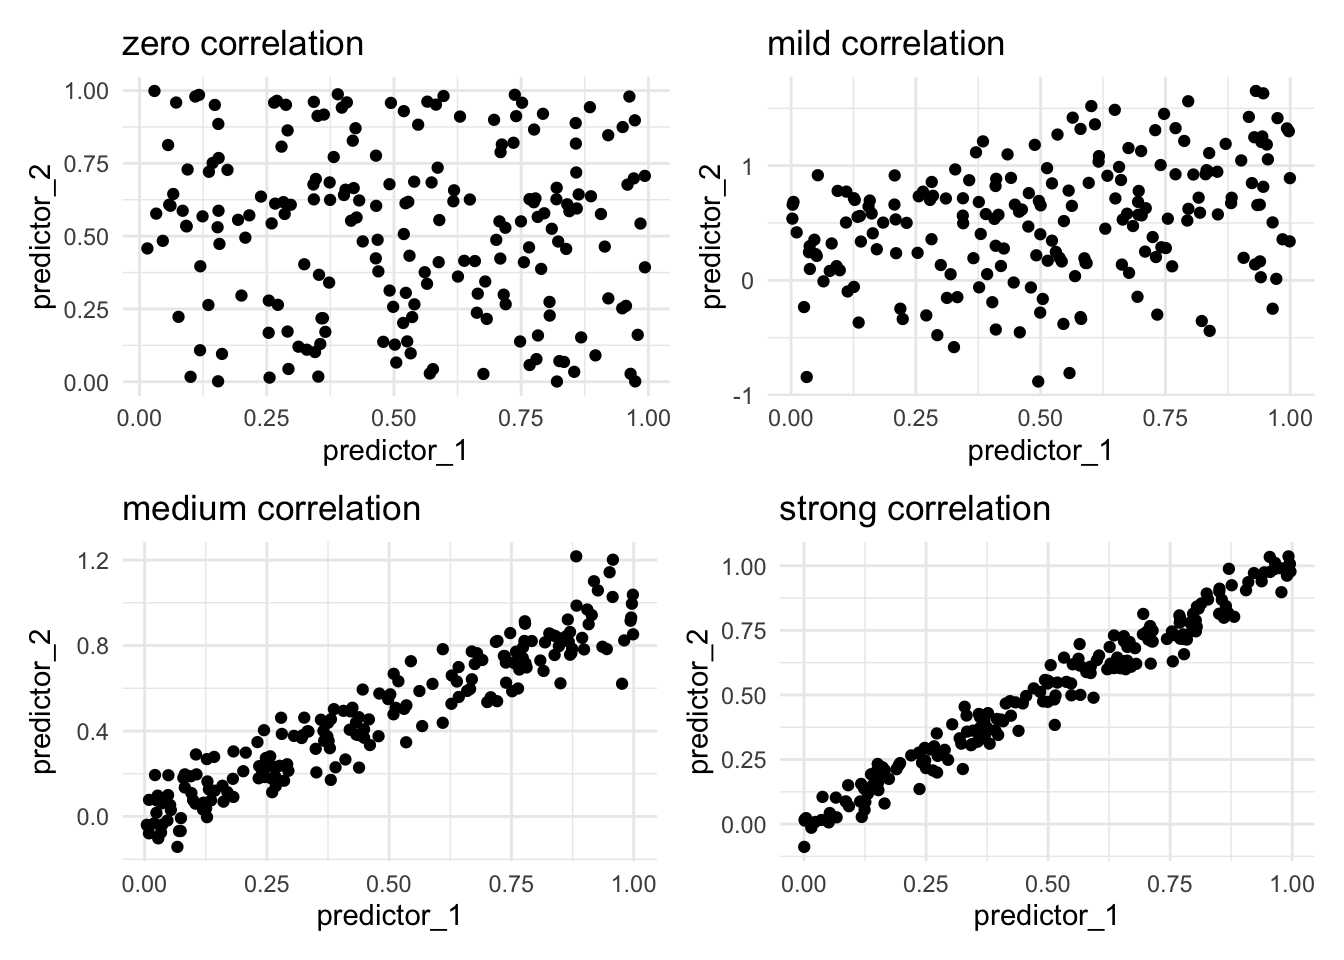 zero correlation
1.00
0.75
0.50
0.25
0.00
predictor_2
0.00 0.25 0.50 0.75 1.00
predictor_1
mild correlation
1
0
-1
predictor_2
0.00 0.25 0.50 0.75 1.00
predictor_1
medium correlation
1.2
0.8
0.4
0.0
predictor_2
0.00 0.25 0.50 0.75 1.00
predictor_1
strong correlation
1.00
0.75
0.50
0.25
0.00
predictor_2
0.00 0.25 0.50 0.75 1.00
predictor_1